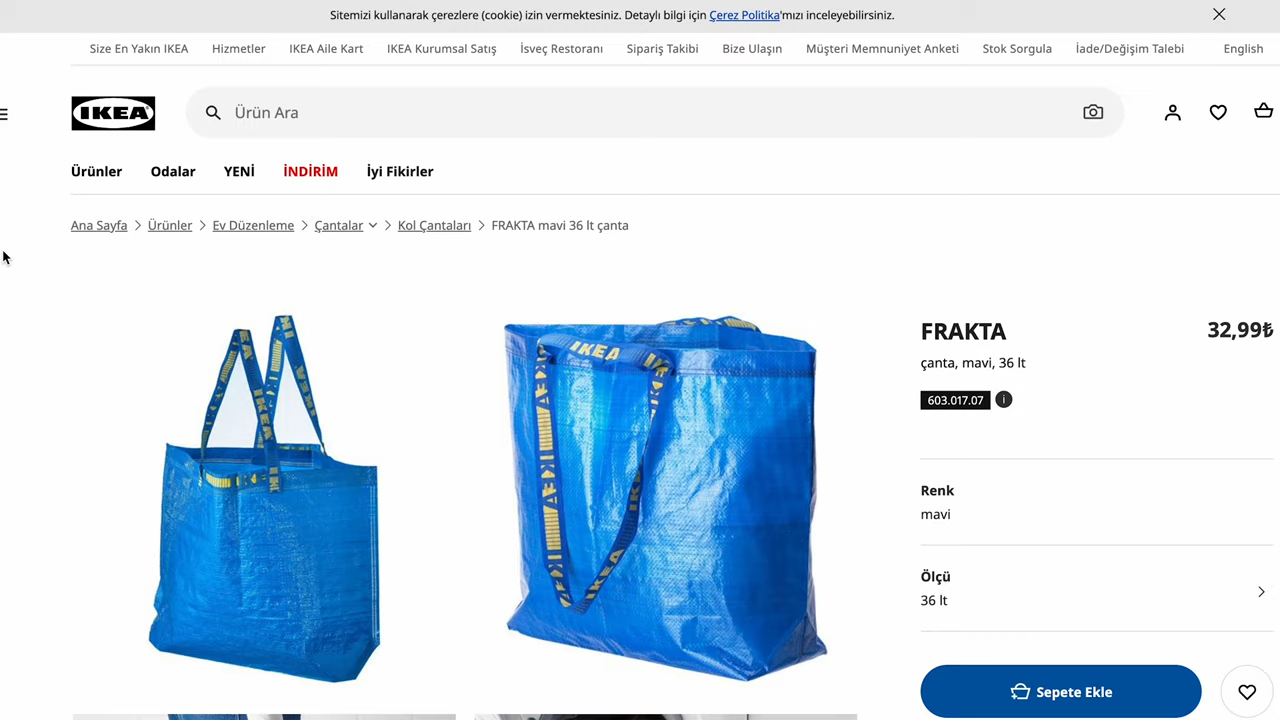 Sitemizi kullanarak çerezlere (cookie) izin vermektesiniz. Detaylı bilgi için Çerez Politika'mızı inceleyebilirsiniz.
Size En Yakın IKEA Hizmetler IKEA Aile Kart IKEA Kurumsal Satış İsveç Restoranı Sipariş Takibi Bize Ulaşın Müşteri Memnuniyet Anketi Stok Sorgula İade/Değişim Talebi English
IKEA Ürün Ara
Ürünler Odalar YENİ İNDİRİM İyi Fikirler
Ana Sayfa > Ürünler > Ev Düzenleme > Çantalar > Kol Çantaları > FRAKTA mavi 36 lt çanta
IKEA
IKEA
IKEA
IKEA
FRAKTA 32,99₺
çanta, mavi, 36 lt
603.017.07
Renk
mavi
Ölçü
36 lt
Sepete Ekle